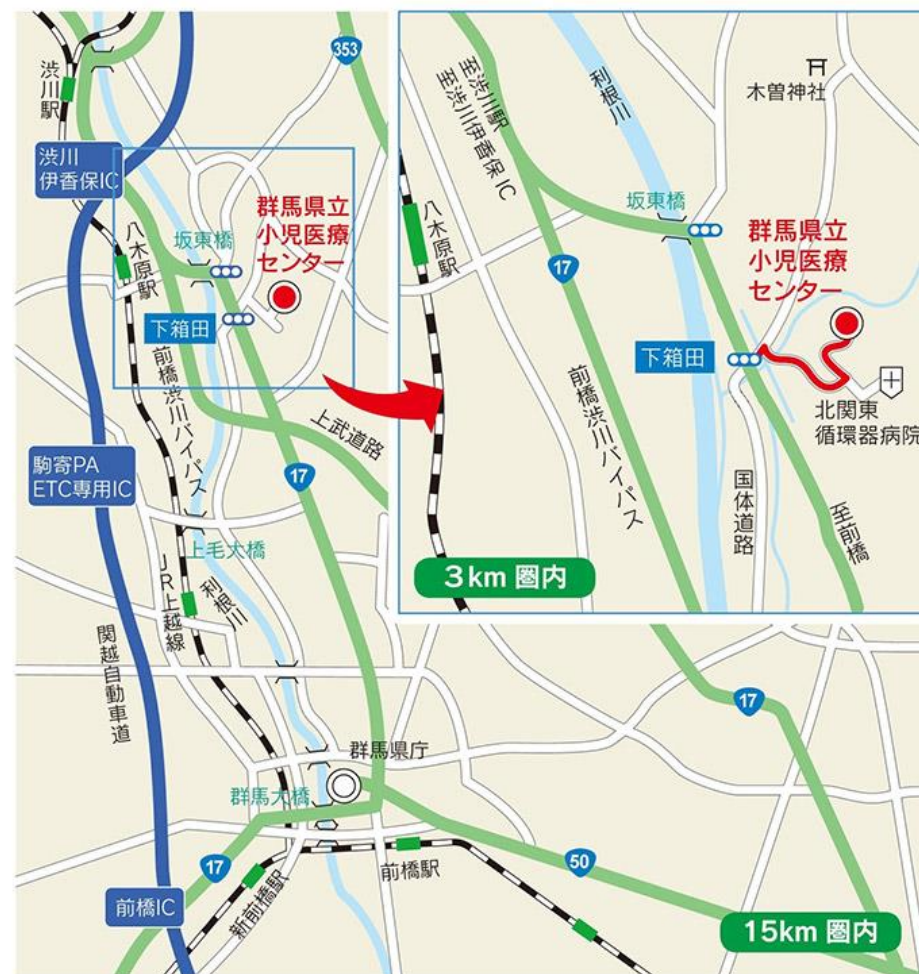 353
渋川駅
渋川
伊香保IC
群馬県立
小児医療
センター
坂東橋
八木原駅
下箱田
前橋渋川バイパス
上武道路
17
駒寄PA
ETC専用IC
上毛大橋
JR上越線
利根川
関越自動車道
群馬県庁
群馬大橋
17
前橋駅
新前橋駅
50
前橋IC
17
15km 圏内
至渋川駅
至渋川伊香保IC
利根川
木曽神社
八木原駅
坂東橋
17
群馬県立
小児医療
センター
下箱田
北関東
循環器病院
前橋渋川バイパス
国体道路
至前橋
3km 圏内